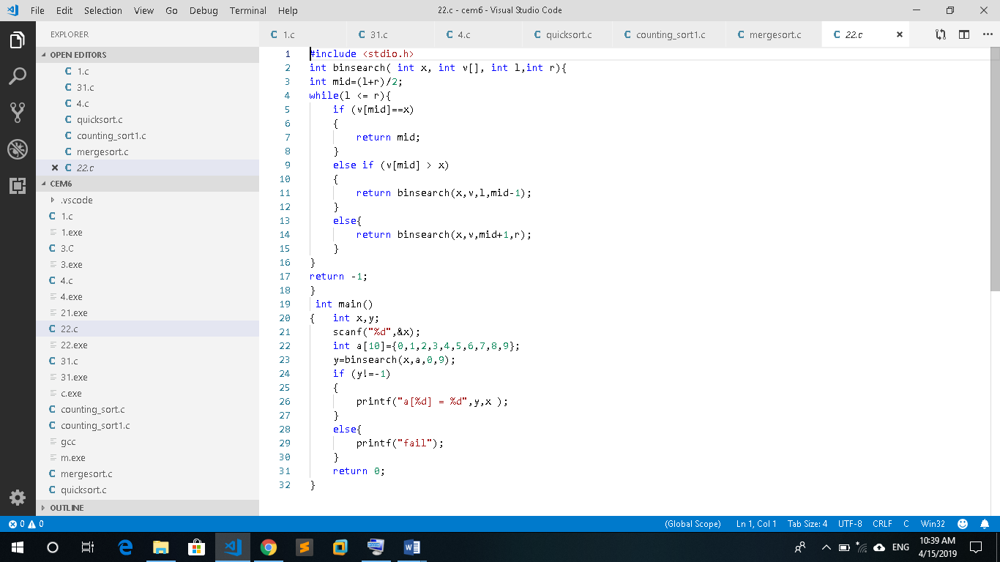 File Edit Selection View Go Debug Terminal Help 22.c - cem6 - Visual Studio Code
EXPLORER
OPEN EDITORS
1.c
31.c
4.c
quicksort.c
counting_sort1.c
mergesort.c
22.c
CEM6
.vscode
1.c
1.exe
3.C
3.exe
4.c
4.exe
21.exe
22.c
22.exe
31.c
31.exe
c.exe
counting_sort.c
counting_sort1.c
gcc
m.exe
mergesort.c
quicksort.c
OUTLINE
1.c 31.c 4.c quicksort.c counting_sort1.c mergesort.c 22.c
1 #include <stdio.h>
2 int binsearch( int x, int v[], int l,int r){
3 int mid=(l+r)/2;
4 while(l <= r){
5     if (v[mid]==x)
6     {
7         return mid;
8     }
9     else if (v[mid] > x)
10     {
11         return binsearch(x,v,l,mid-1);
12     }
13     else{
14         return binsearch(x,v,mid+1,r);
15     }
16 }
17 return -1;
18 }
19  int main()
20 {   int x,y;
21     scanf("%d",&x);
22     int a[10]={0,1,2,3,4,5,6,7,8,9};
23     y=binsearch(x,a,0,9);
24     if (y!=-1)
25     {
26         printf("a[%d] = %d",y,x );
27     }
28     else{
29         printf("fail");
30     }
31     return 0;
32 }
0 0 (Global Scope) Ln 1, Col 1 Tab Size: 4 UTF-8 CRLF C Win32
ENG 10:39 AM
4/15/2019